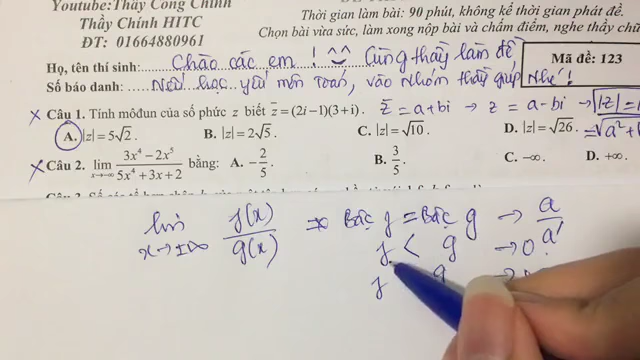 Youtube:Thầy Công Chính
Thầy Chính HITC
ĐT: 01664880961
Thời gian làm bài: 90 phút, không kể thời gian phát đề.
Chọn bài vừa sức, làm xong nộp bài và chấm điểm, nghe thầy chữ
Họ, tên thí sinh: Chào các em ! ^^ Cùng thầy làm đề
Số báo danh: Nếu học yếu môn Toán, vào nhóm thầy giúp nhé!
Mã đề: 123
Câu 1. Tính môđun của số phức z biết z̅ = (2i−1)(3+i). z̅ = a+bi → z = a−bi → |z| =
A. |z| = 5√2. B. |z| = 2√5. C. |z| = √10. D. |z| = √26. = √a²+
Câu 2. lim x→−∞ (3x⁴−2x⁵)/(5x⁴+3x+2) bằng: A. −2/5. B. 3/5. C. −∞. D. +∞.
lim x→±∞ f(x)/g(x) ⇒ Bậc f = Bậc g → a/a'
f < g → 0
f g →